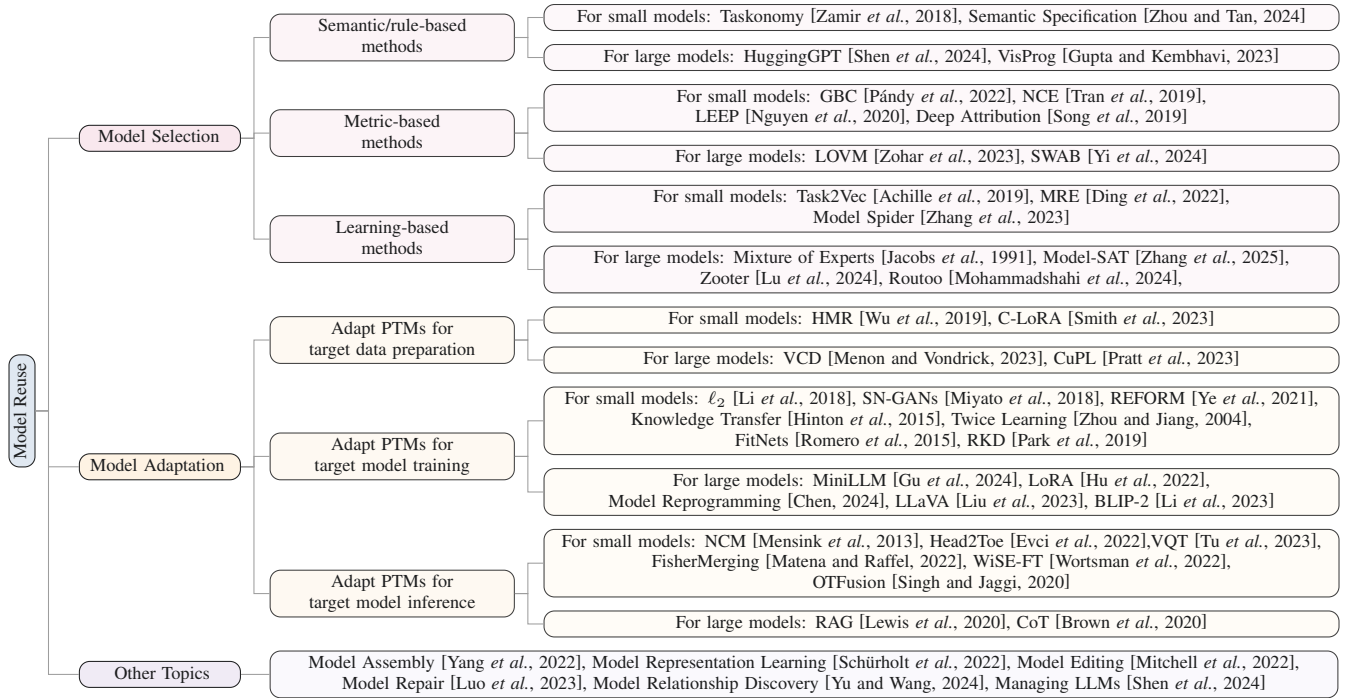 Model Reuse
Model Selection
Semantic/rule-based
methods
For small models: Taskonomy [Zamir et al., 2018], Semantic Specification [Zhou and Tan, 2024]
For large models: HuggingGPT [Shen et al., 2024], VisProg [Gupta and Kembhavi, 2023]
Metric-based
methods
For small models: GBC [Pándy et al., 2022], NCE [Tran et al., 2019],
LEEP [Nguyen et al., 2020], Deep Attribution [Song et al., 2019]
For large models: LOVM [Zohar et al., 2023], SWAB [Yi et al., 2024]
Learning-based
methods
For small models: Task2Vec [Achille et al., 2019], MRE [Ding et al., 2022],
Model Spider [Zhang et al., 2023]
For large models: Mixture of Experts [Jacobs et al., 1991], Model-SAT [Zhang et al., 2025],
Zooter [Lu et al., 2024], Routoo [Mohammadshahi et al., 2024],
Model Adaptation
Adapt PTMs for
target data preparation
For small models: HMR [Wu et al., 2019], C-LoRA [Smith et al., 2023]
For large models: VCD [Menon and Vondrick, 2023], CuPL [Pratt et al., 2023]
Adapt PTMs for
target model training
For small models: ℓ2 [Li et al., 2018], SN-GANs [Miyato et al., 2018], REFORM [Ye et al., 2021],
Knowledge Transfer [Hinton et al., 2015], Twice Learning [Zhou and Jiang, 2004],
FitNets [Romero et al., 2015], RKD [Park et al., 2019]
For large models: MiniLLM [Gu et al., 2024], LoRA [Hu et al., 2022],
Model Reprogramming [Chen, 2024], LLaVA [Liu et al., 2023], BLIP-2 [Li et al., 2023]
Adapt PTMs for
target model inference
For small models: NCM [Mensink et al., 2013], Head2Toe [Evci et al., 2022],VQT [Tu et al., 2023],
FisherMerging [Matena and Raffel, 2022], WiSE-FT [Wortsman et al., 2022],
OTFusion [Singh and Jaggi, 2020]
For large models: RAG [Lewis et al., 2020], CoT [Brown et al., 2020]
Other Topics
Model Assembly [Yang et al., 2022], Model Representation Learning [Schürholt et al., 2022], Model Editing [Mitchell et al., 2022],
Model Repair [Luo et al., 2023], Model Relationship Discovery [Yu and Wang, 2024], Managing LLMs [Shen et al., 2024]